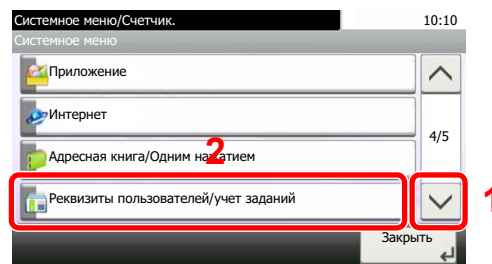 Системное меню/Счетчик. 10:10
Системное меню
Приложение
Интернет
4/5
2
Адресная книга/Одним нажатием
Реквизиты пользователей/учет заданий
1
Закрыть